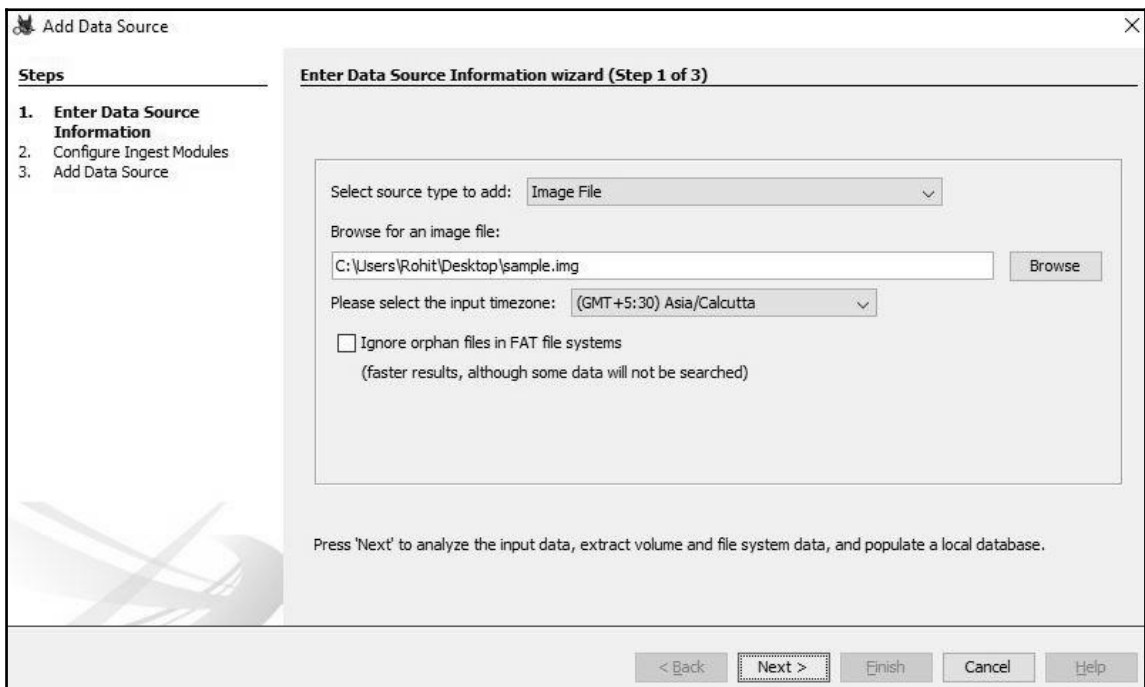 Add Data Source
Steps
1. Enter Data Source
Information
2. Configure Ingest Modules
3. Add Data Source
Enter Data Source Information wizard (Step 1 of 3)
Select source type to add: Image File
Browse for an image file:
C:\Users\Rohit\Desktop\sample.img Browse
Please select the input timezone: (GMT+5:30) Asia/Calcutta
Ignore orphan files in FAT file systems
(faster results, although some data will not be searched)
Press 'Next' to analyze the input data, extract volume and file system data, and populate a local database.
< Back Next > Finish Cancel Help